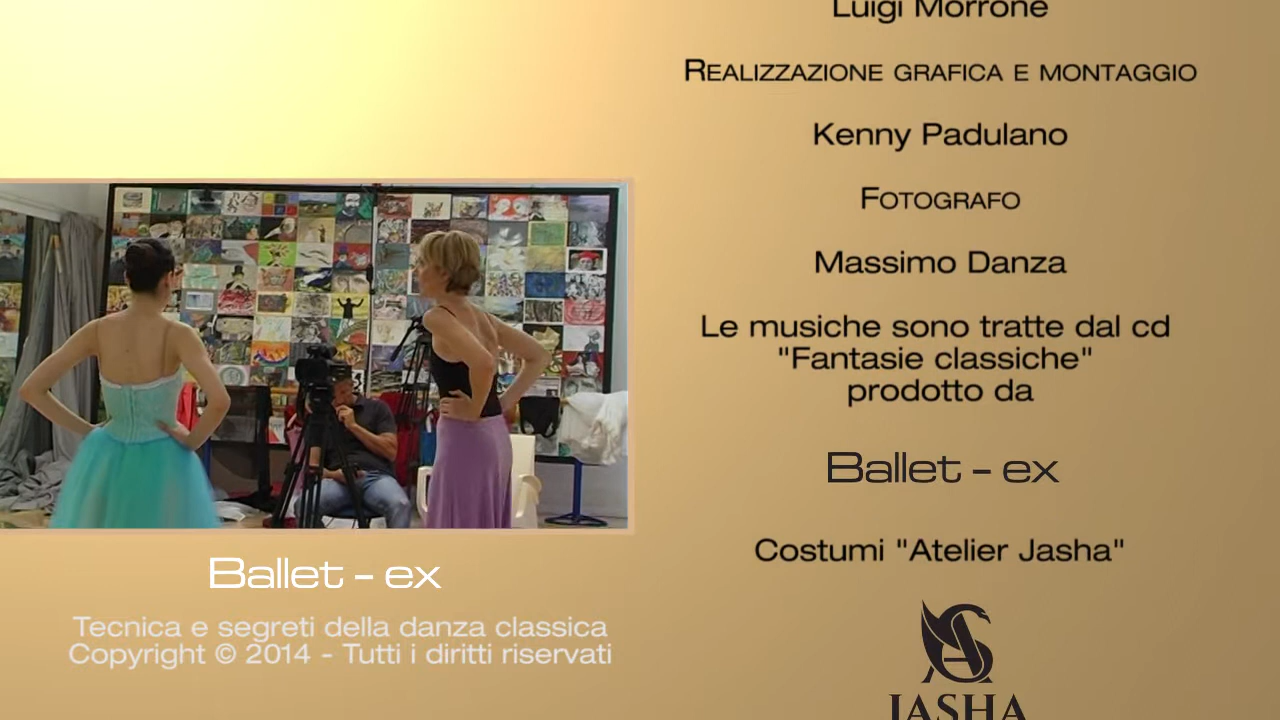 Luigi Morrone
REALIZZAZIONE GRAFICA E MONTAGGIO
Kenny Padulano
FOTOGRAFO
Massimo Danza
Le musiche sono tratte dal cd
"Fantasie classiche"
prodotto da
Ballet - ex
Costumi "Atelier Jasha"
JASHA
Ballet - ex
Tecnica e segreti della danza classica
Copyright © 2014 - Tutti i diritti riservati